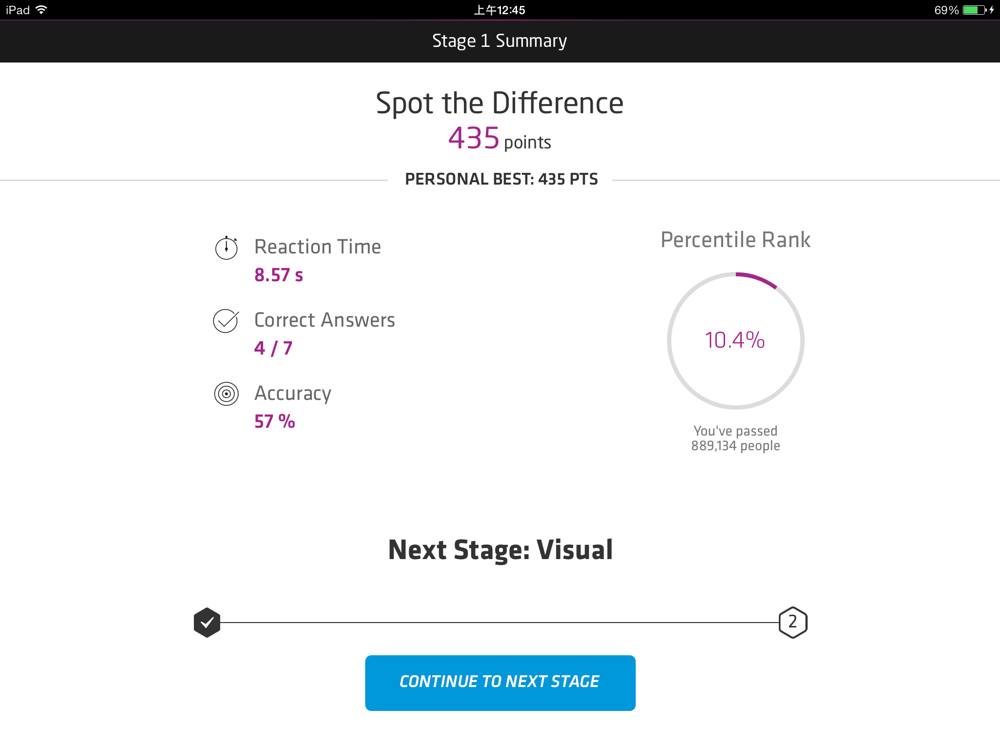 iPad 上午12:45 69%
Stage 1 Summary
Spot the Difference
435 points
PERSONAL BEST: 435 PTS
Reaction Time
8.57 s
Correct Answers
4 / 7
Accuracy
57 %
Percentile Rank
10.4%
You've passed
889,134 people
Next Stage: Visual
2
CONTINUE TO NEXT STAGE